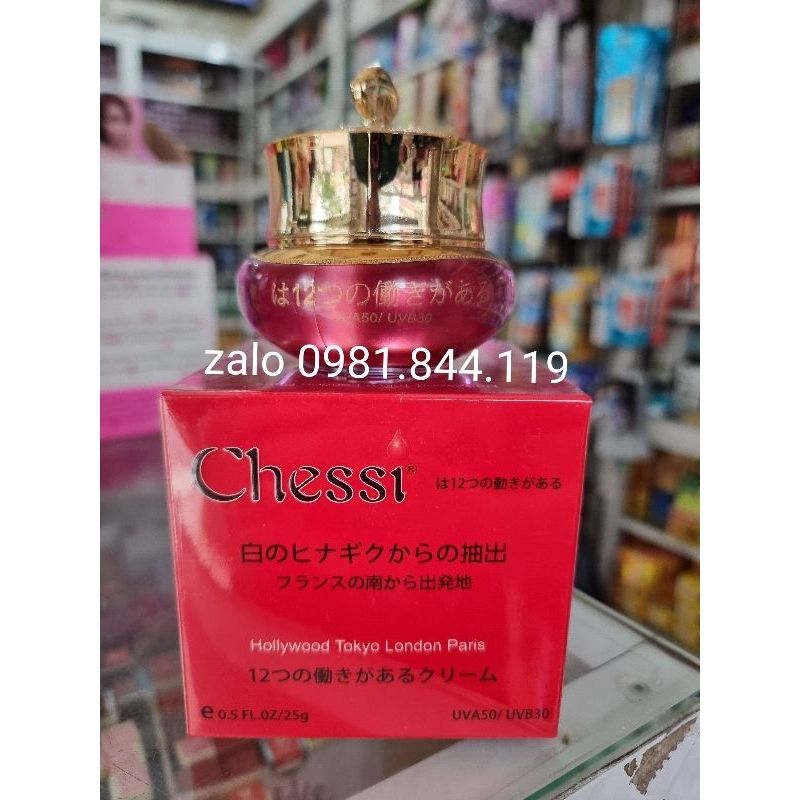 は12つの働きがある
UVA50/ UVB30
zalo 0981.844.119
Chessi®
は12つの動きがある
白のヒナギクからの抽出
フランスの南から出発地
Hollywood Tokyo London Paris
12つの働きがあるクリーム
e 0.5 FL.OZ/25g
UVA50/ UVB30